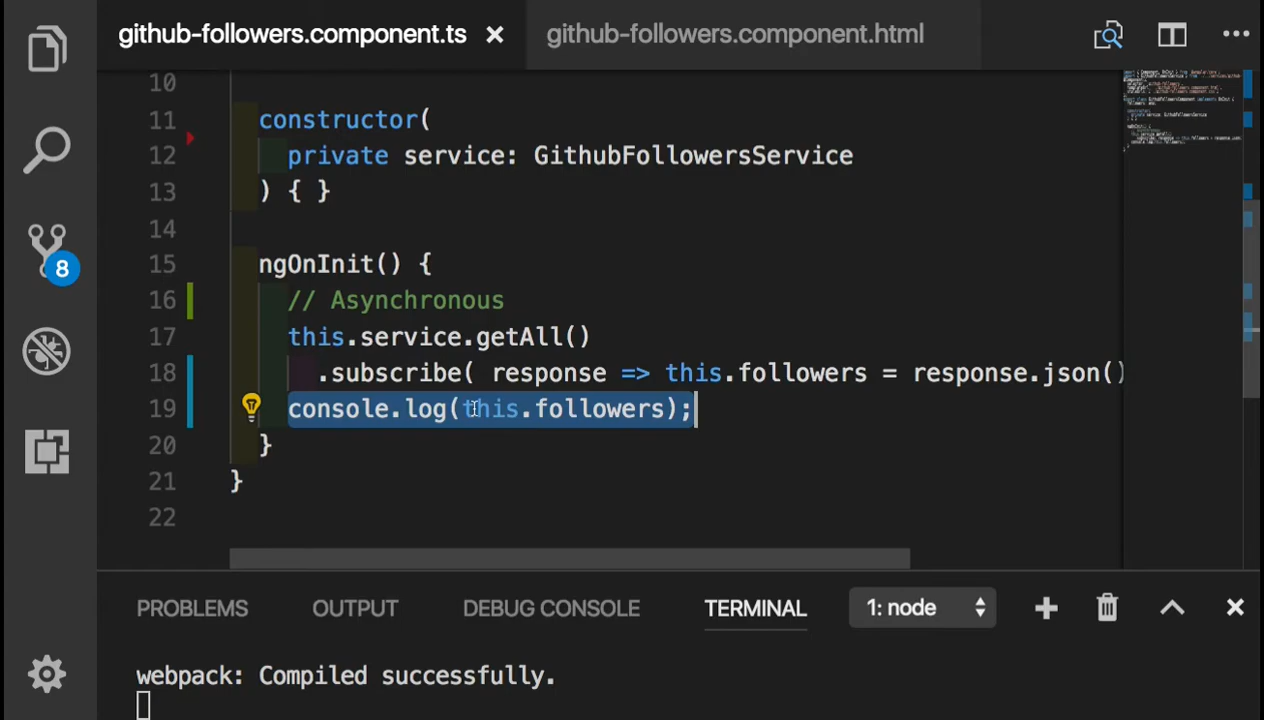 github-followers.component.ts
github-followers.component.html
10
11 constructor(
12 private service: GithubFollowersService
13 ) { }
14
15 ngOnInit() {
16 // Asynchronous
17 this.service.getAll()
18 .subscribe( response => this.followers = response.json()
19 console.log(this.followers);
20 }
21 }
22
8
PROBLEMS OUTPUT DEBUG CONSOLE TERMINAL 1: node
webpack: Compiled successfully.